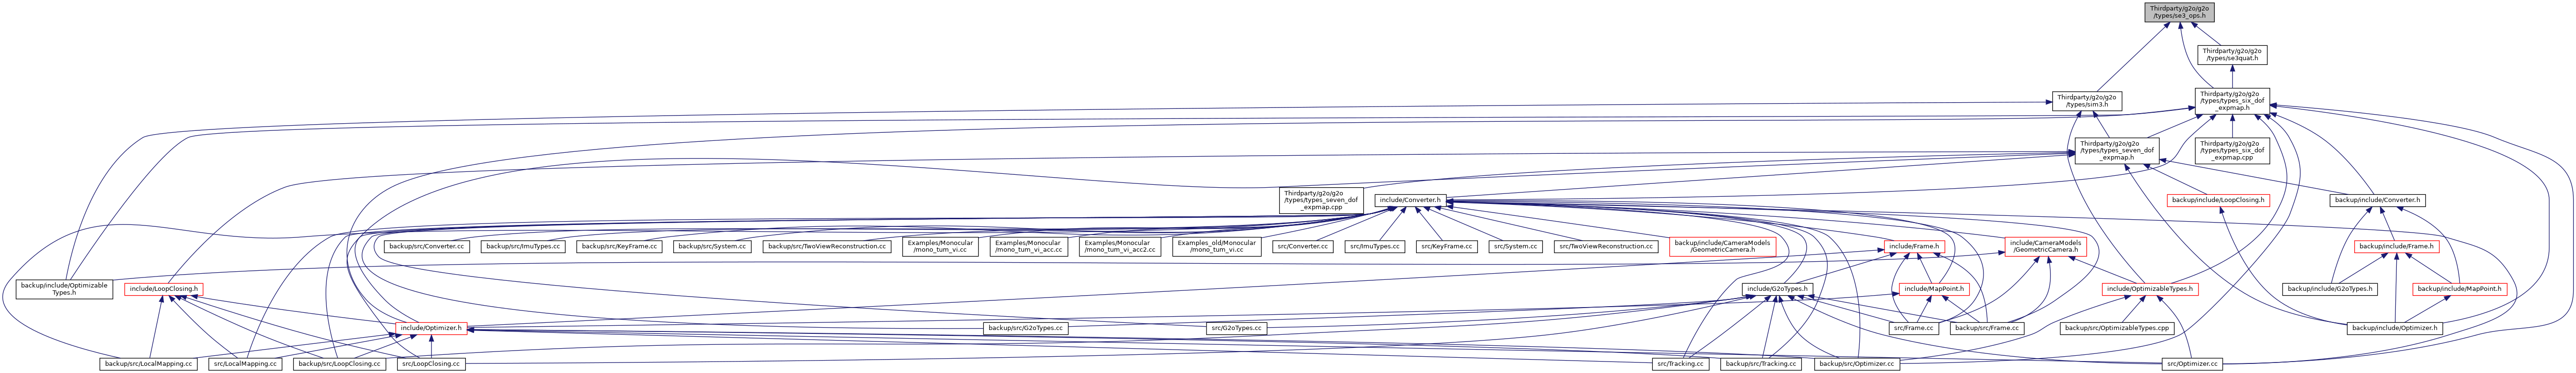 Thirdparty/g2o/g2o
/types/se3_ops.h
Thirdparty/g2o/g2o
/types/se3quat.h
Thirdparty/g2o/g2o
/types/sim3.h
Thirdparty/g2o/g2o
/types/types_six_dof
_expmap.h
Thirdparty/g2o/g2o
/types/types_seven_dof
_expmap.h
Thirdparty/g2o/g2o
/types/types_six_dof
_expmap.cpp
Thirdparty/g2o/g2o
/types/types_seven_dof
_expmap.cpp
include/Converter.h
backup/include/LoopClosing.h
backup/include/Converter.h
backup/src/Converter.cc
backup/src/ImuTypes.cc
backup/src/KeyFrame.cc
backup/src/System.cc
backup/src/TwoViewReconstruction.cc
Examples/Monocular
/mono_tum_vi.cc
Examples/Monocular
/mono_tum_vi_acc.cc
Examples/Monocular
/mono_tum_vi_acc2.cc
Examples_old/Monocular
/mono_tum_vi.cc
src/Converter.cc
src/ImuTypes.cc
src/KeyFrame.cc
src/System.cc
src/TwoViewReconstruction.cc
backup/include/CameraModels
/GeometricCamera.h
include/Frame.h
include/CameraModels
/GeometricCamera.h
backup/include/Frame.h
backup/include/Optimizable
Types.h
include/LoopClosing.h
include/G2oTypes.h
include/MapPoint.h
include/OptimizableTypes.h
backup/include/G2oTypes.h
backup/include/MapPoint.h
include/Optimizer.h
backup/src/G2oTypes.cc
src/G2oTypes.cc
src/Frame.cc
backup/src/Frame.cc
backup/src/OptimizableTypes.cpp
backup/include/Optimizer.h
backup/src/LocalMapping.cc
src/LocalMapping.cc
backup/src/LoopClosing.cc
src/LoopClosing.cc
src/Tracking.cc
backup/src/Tracking.cc
backup/src/Optimizer.cc
src/Optimizer.cc